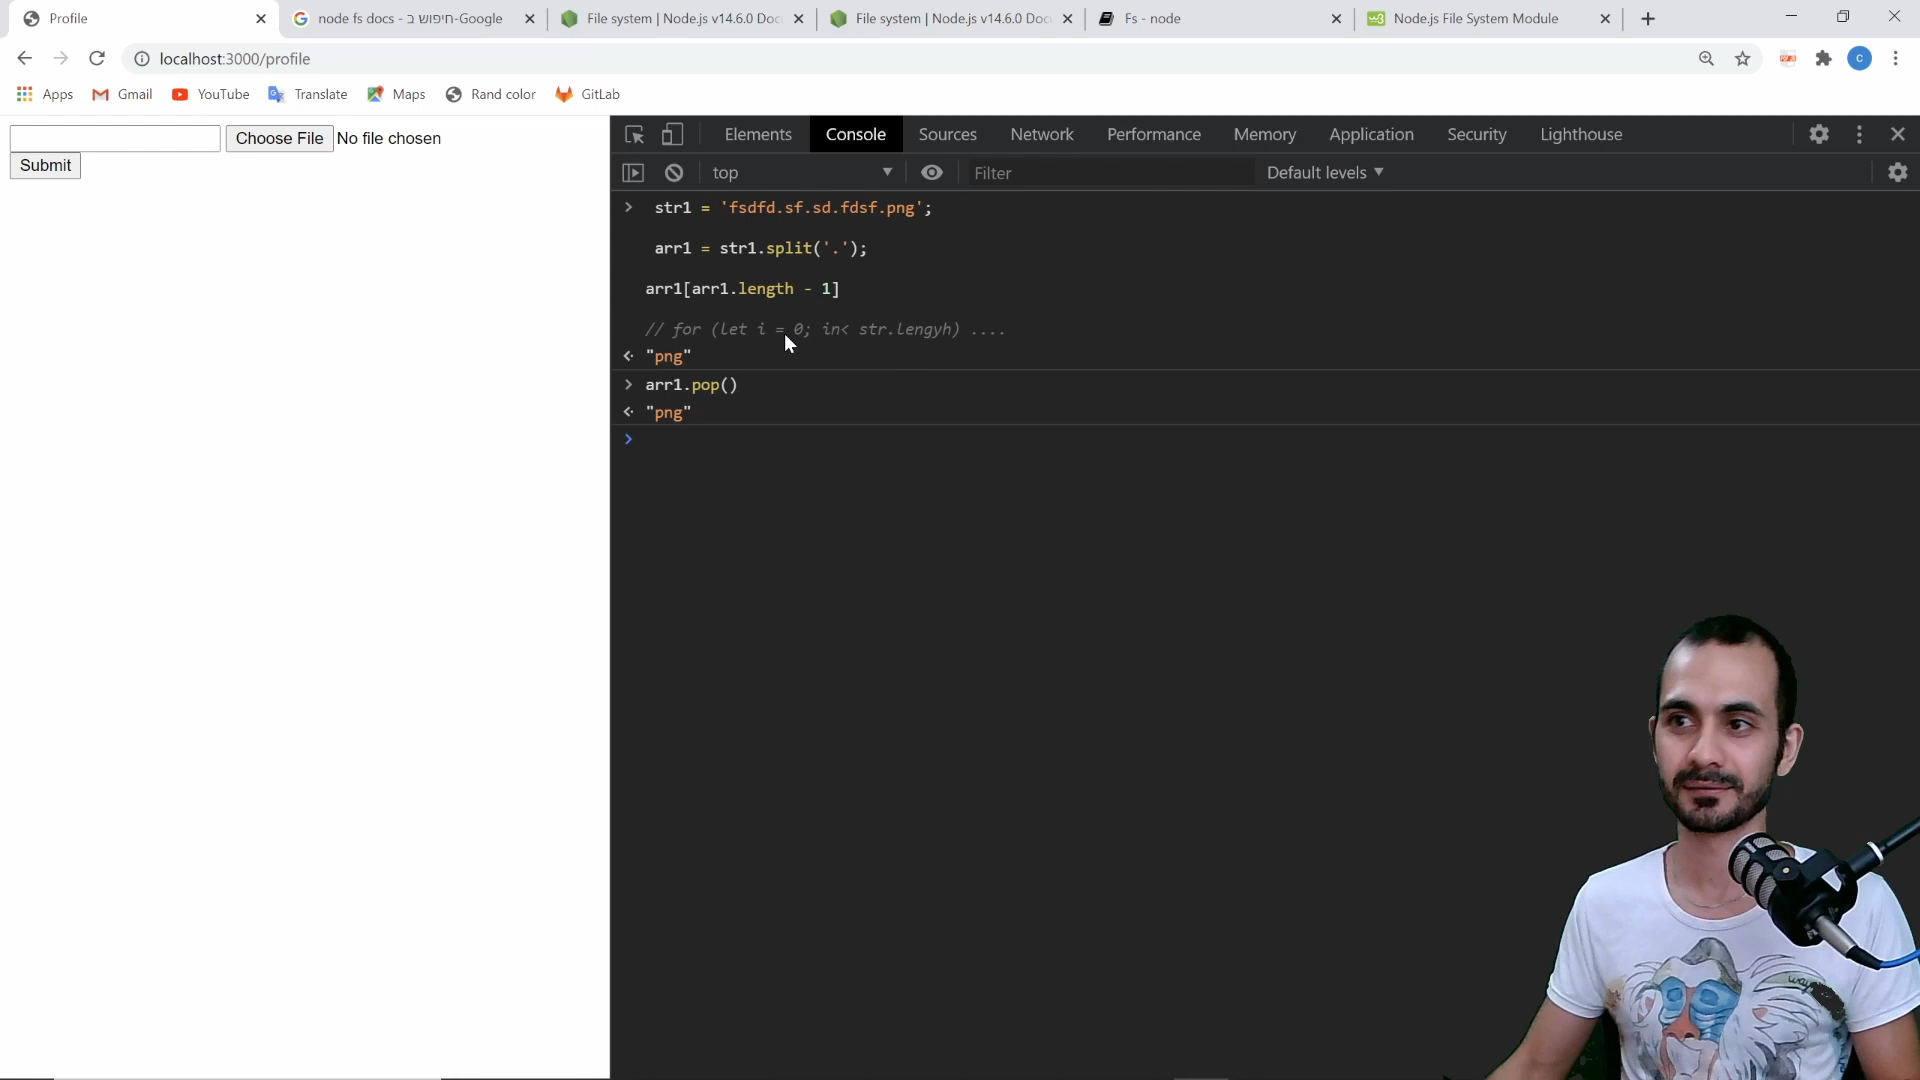 Profile
node fs docs - חיפוש ב-Google
File system | Node.js v14.6.0 Doc
File system | Node.js v14.6.0 Doc
Fs - node
Node.js File System Module
localhost:3000/profile
C
Apps
Gmail
YouTube
Translate
Maps
Rand color
GitLab
Choose File
No file chosen
Submit
Elements
Console
Sources
Network
Performance
Memory
Application
Security
Lighthouse
top
Filter
Default levels
str1 = 'fsdfd.sf.sd.fdsf.png';
arr1 = str1.split('.');
arr1[arr1.length - 1]
// for (let i = 0; in< str.lengyh) ....
"png"
arr1.pop()
"png"